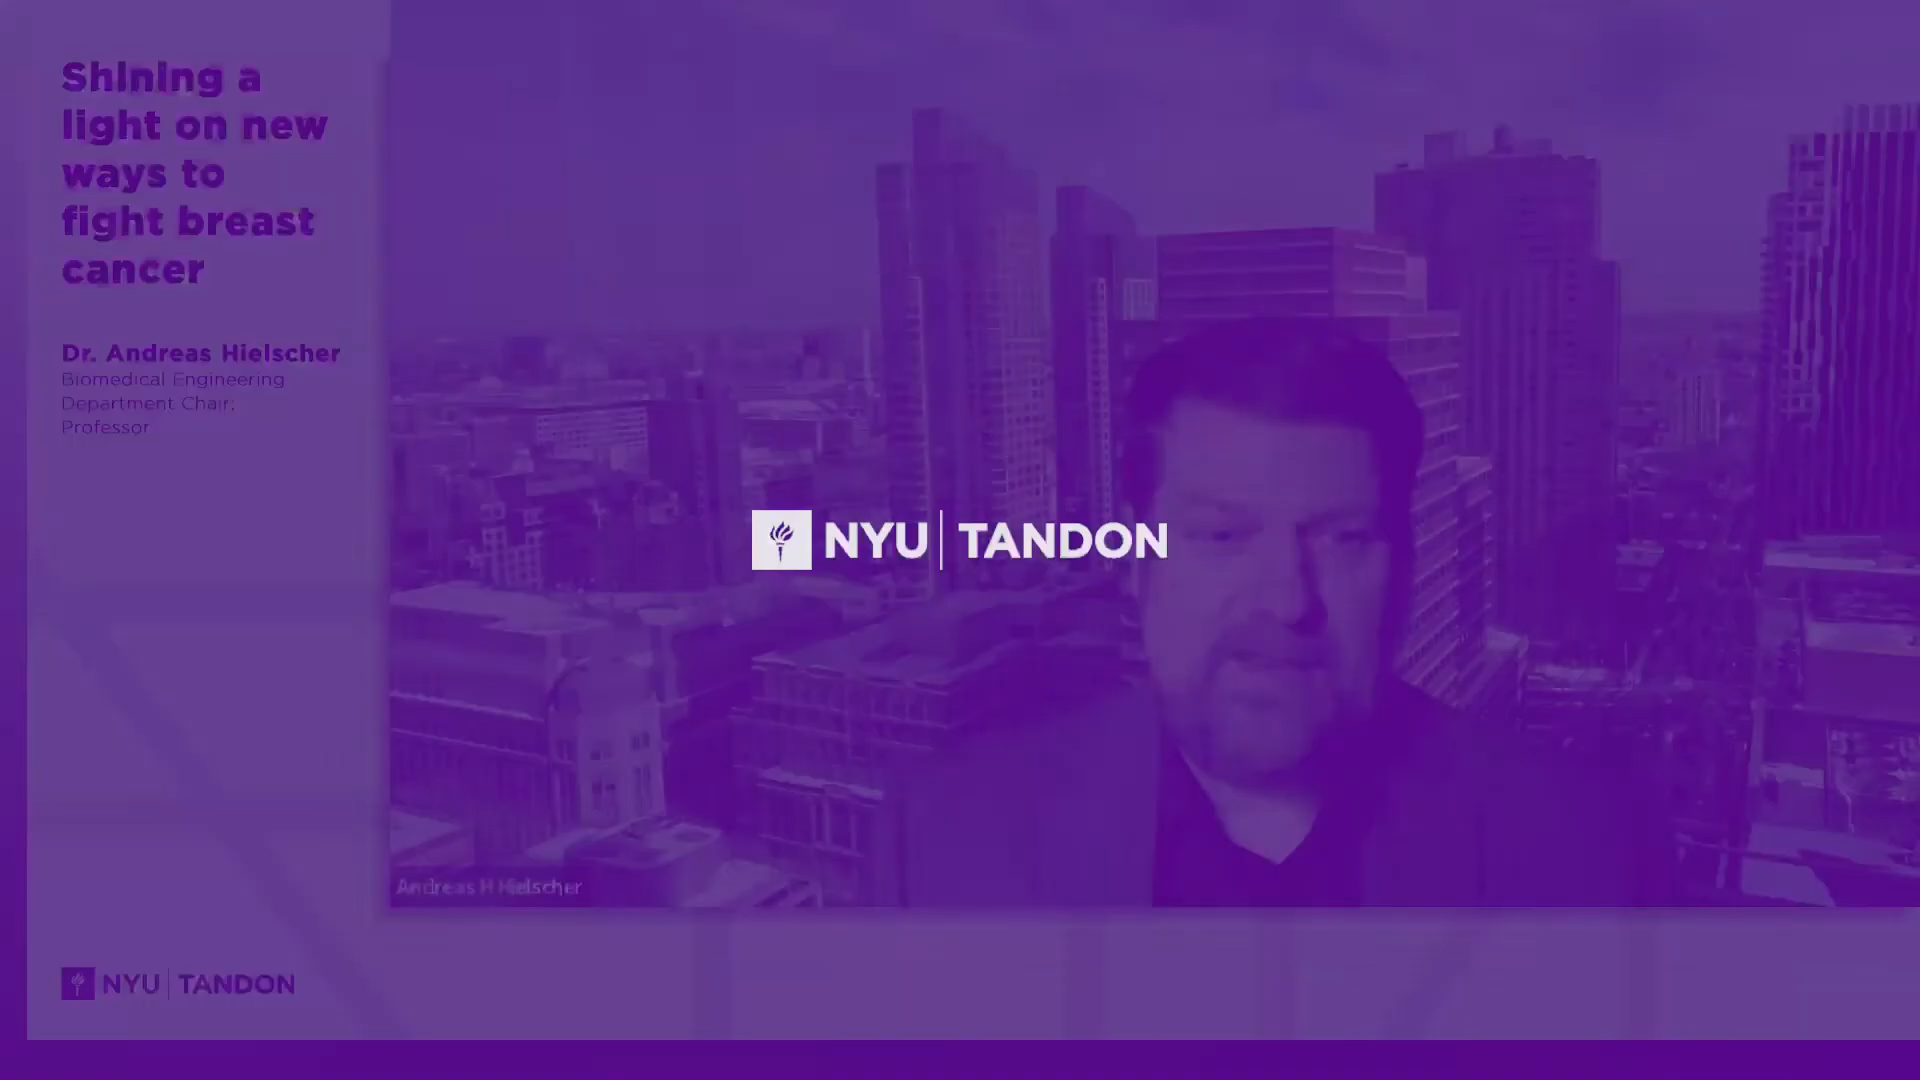 Shining a
light on new
ways to
fight breast
cancer
Dr. Andreas Hielscher
Biomedical Engineering
Department Chair;
Professor
NYU | TANDON
Andreas H Hielscher
NYU | TANDON